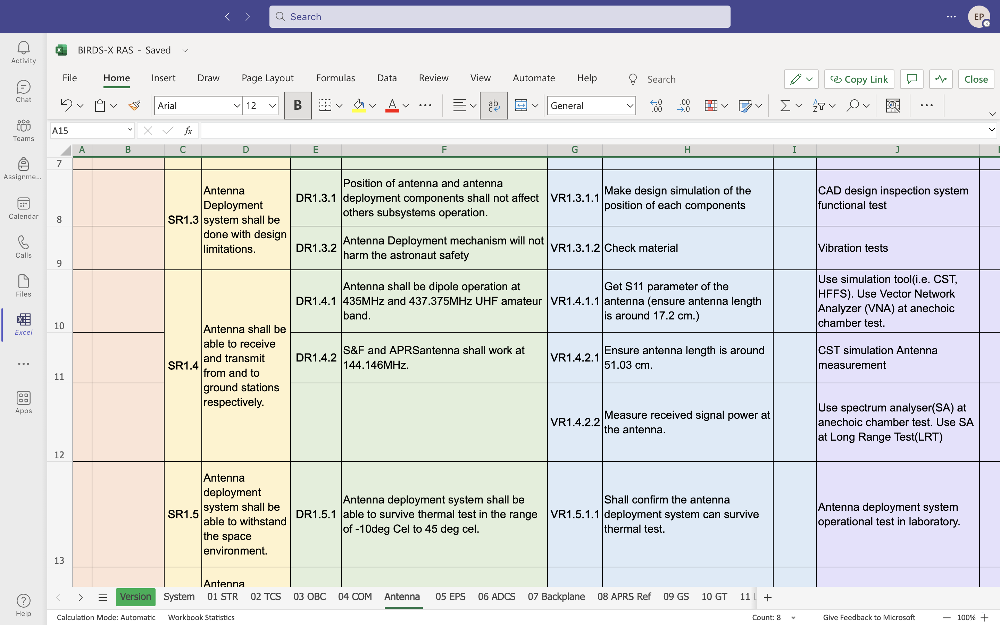 Search
EP
Activity
Chat
Teams
Assignme...
Calendar
Calls
Files
Excel
Apps
Help
BIRDS-X RAS - Saved
File Home Insert Draw Page Layout Formulas Data Review View Automate Help Search
Copy Link
Close
Arial
12
B
A
ab
c
General
.00
.00
A15
fx
A B C D E F G H I J
7
8
SR1.3
Antenna
Deployment
system shall be
done with design
limitations.
DR1.3.1
Position of antenna and antenna
deployment components shall not affect
others subsystems operation.
VR1.3.1.1
Make design simulation of the
position of each components
CAD design inspection system
functional test
9
DR1.3.2
Antenna Deployment mechanism will not
harm the astronaut safety
VR1.3.1.2
Check material
Vibration tests
10
SR1.4
Antenna shall be
able to receive
and transmit
from and to
ground stations
respectively.
DR1.4.1
Antenna shall be dipole operation at
435MHz and 437.375MHz UHF amateur
band.
VR1.4.1.1
Get S11 parameter of the
antenna (ensure antenna length
is around 17.2 cm.)
Use simulation tool(i.e. CST,
HFFS). Use Vector Network
Analyzer (VNA) at anechoic
chamber test.
11
DR1.4.2
S&F and APRSantenna shall work at
144.146MHz.
VR1.4.2.1
Ensure antenna length is around
51.03 cm.
CST simulation Antenna
measurement
12
VR1.4.2.2
Measure received signal power at
the antenna.
Use spectrum analyser(SA) at
anechoic chamber test. Use SA
at Long Range Test(LRT)
13
SR1.5
Antenna
deployment
system shall be
able to withstand
the space
environment.
DR1.5.1
Antenna deployment system shall be
able to survive thermal test in the range
of -10deg Cel to 45 deg cel.
VR1.5.1.1
Shall confirm the antenna
deployment system can survive
thermal test.
Antenna deployment system
operational test in laboratory.
Antenna
Version System 01 STR 02 TCS 03 OBC 04 COM Antenna 05 EPS 06 ADCS 07 Backplane 08 APRS Ref 09 GS 10 GT 11
Calculation Mode: Automatic Workbook Statistics Count: 8 Give Feedback to Microsoft 100%